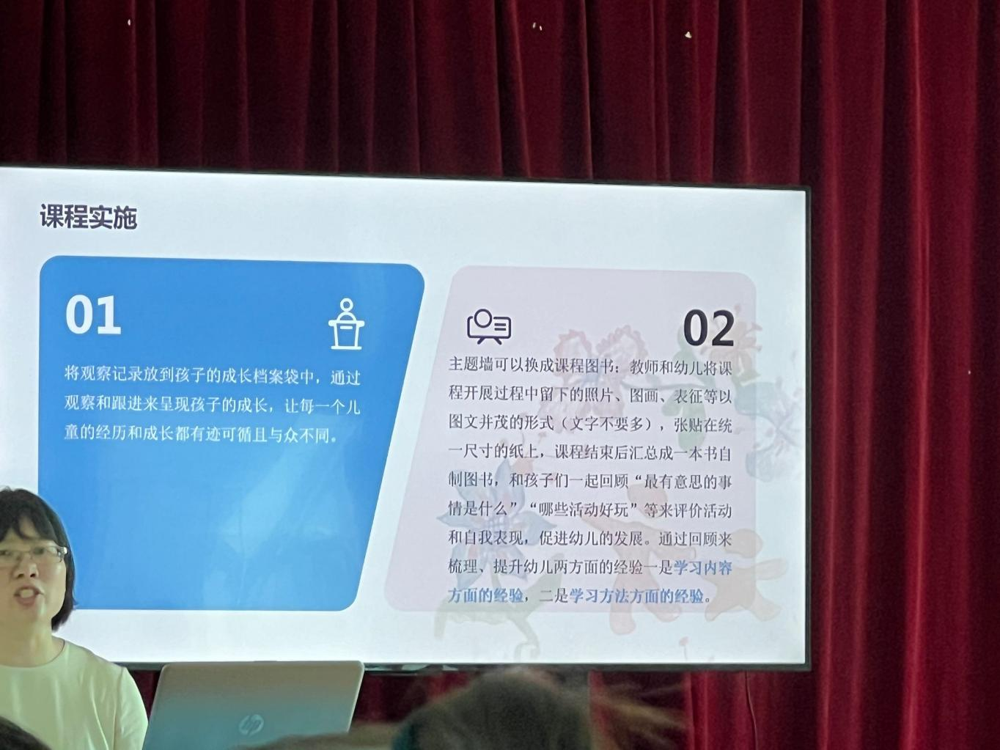 课程实施
01
将观察记录放到孩子的成长档案袋中，通过
观察和跟进来呈现孩子的成长，让每一个儿
童的经历和成长都有迹可循且与众不同。
02
主题墙可以换成课程图书：教师和幼儿将课
程开展过程中留下的照片、图画、表征等以
图文并茂的形式（文字不要多），张贴在统
一尺寸的纸上，课程结束后汇总成一本书自
制图书，和孩子们一起回顾“最有意思的事
情是什么”“哪些活动好玩”等来评价活动
和自我表现，促进幼儿的发展。通过回顾来
梳理、提升幼儿两方面的经验一是学习内容
方面的经验，二是学习方法方面的经验。
hp